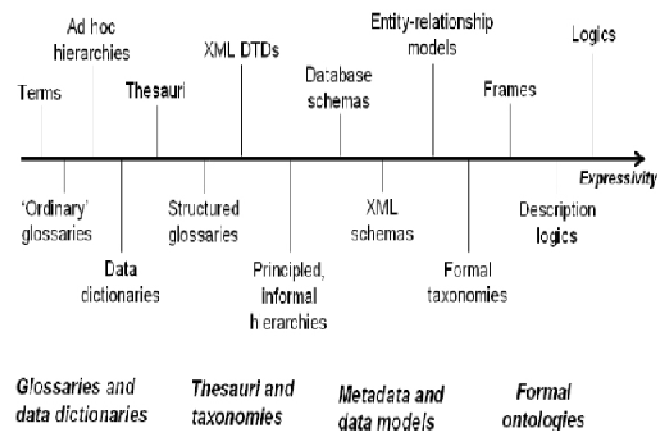 Ad hoc
hierarchies
Terms
Thesauri
XML DTDs
Database
schemas
Entity-relationship
models
Frames
Logics
Expressivity
'Ordinary'
glossaries
Data
dictionaries
Structured
glossaries
Principled,
informal
hierarchies
XML
schemas
Formal
taxonomies
Description
logics
Glossaries and
data dictionaries
Thesauri and
taxonomies
Metadata and
data models
Formal
ontologies